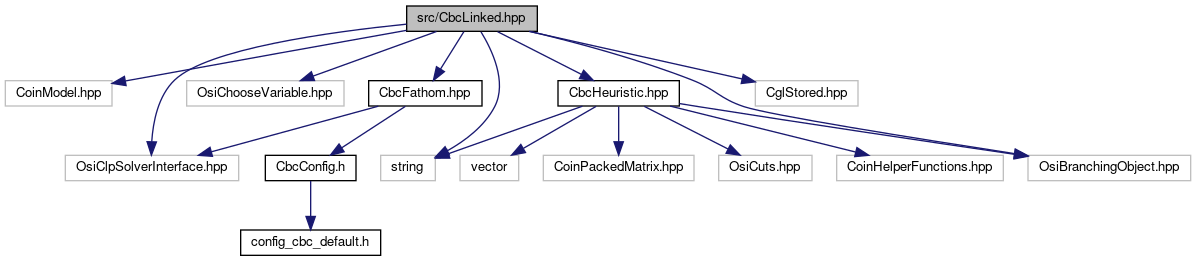 src/CbcLinked.hpp
CoinModel.hpp
OsiChooseVariable.hpp
CbcFathom.hpp
CbcHeuristic.hpp
CglStored.hpp
OsiClpSolverInterface.hpp
CbcConfig.h
string
vector
CoinPackedMatrix.hpp
OsiCuts.hpp
CoinHelperFunctions.hpp
OsiBranchingObject.hpp
config_cbc_default.h